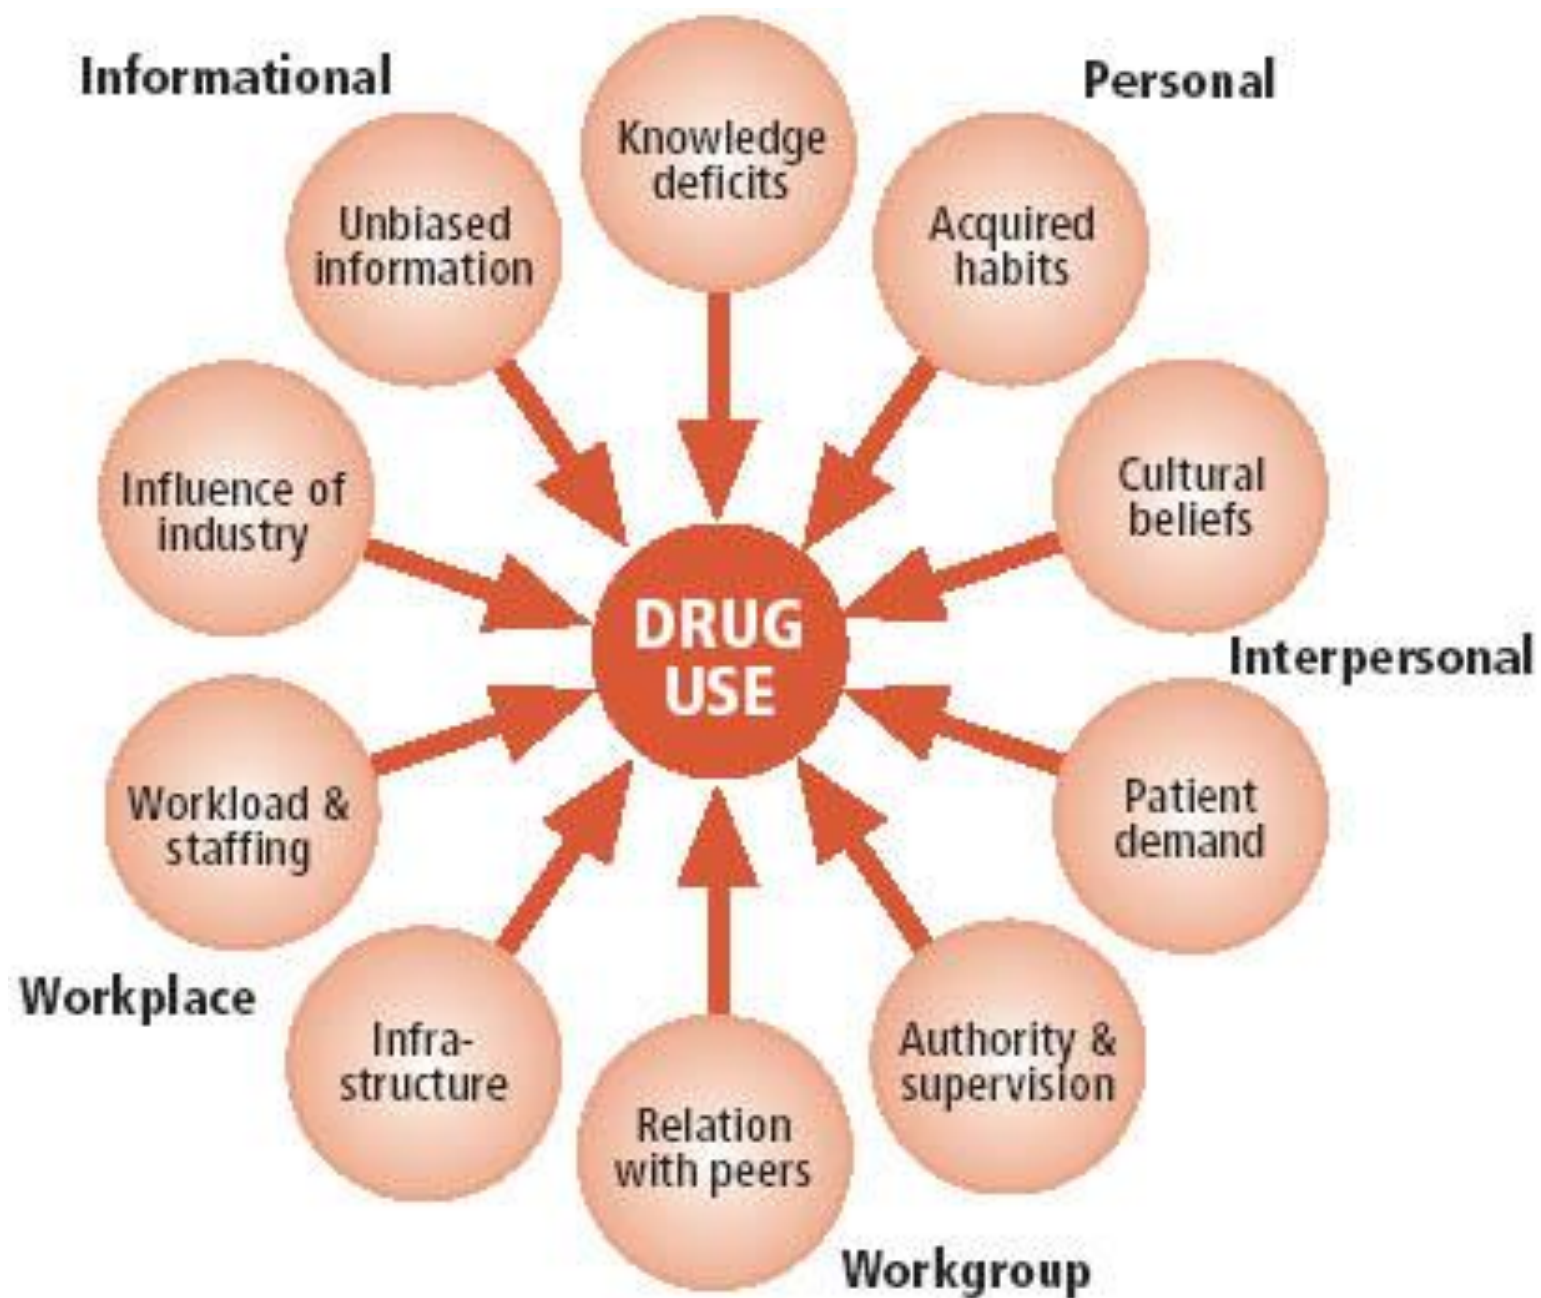 Informational
Personal
Knowledge
deficits
Unbiased
information
Acquired
habits
Influence of
industry
Cultural
beliefs
DRUG
USE
Interpersonal
Workload &
staffing
Patient
demand
Workplace
Infra-
structure
Authority &
supervision
Relation
with peers
Workgroup